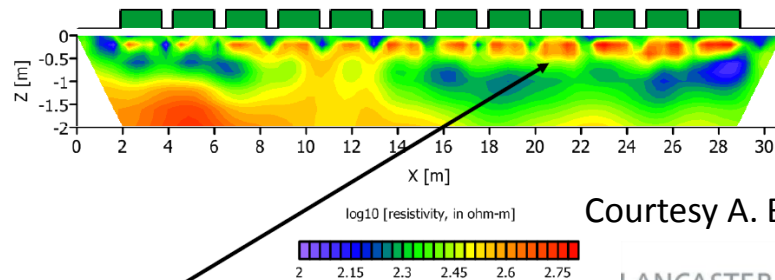 0
-0.5
-1
-1.5
-2
Z [m]
0 2 4 6 8 10 12 14 16 18 20 22 24 26 28 30
X [m]
log10 [resistivity, in ohm-m]
Courtesy A.
2 2.15 2.3 2.45 2.6 2.75
LANCASTER